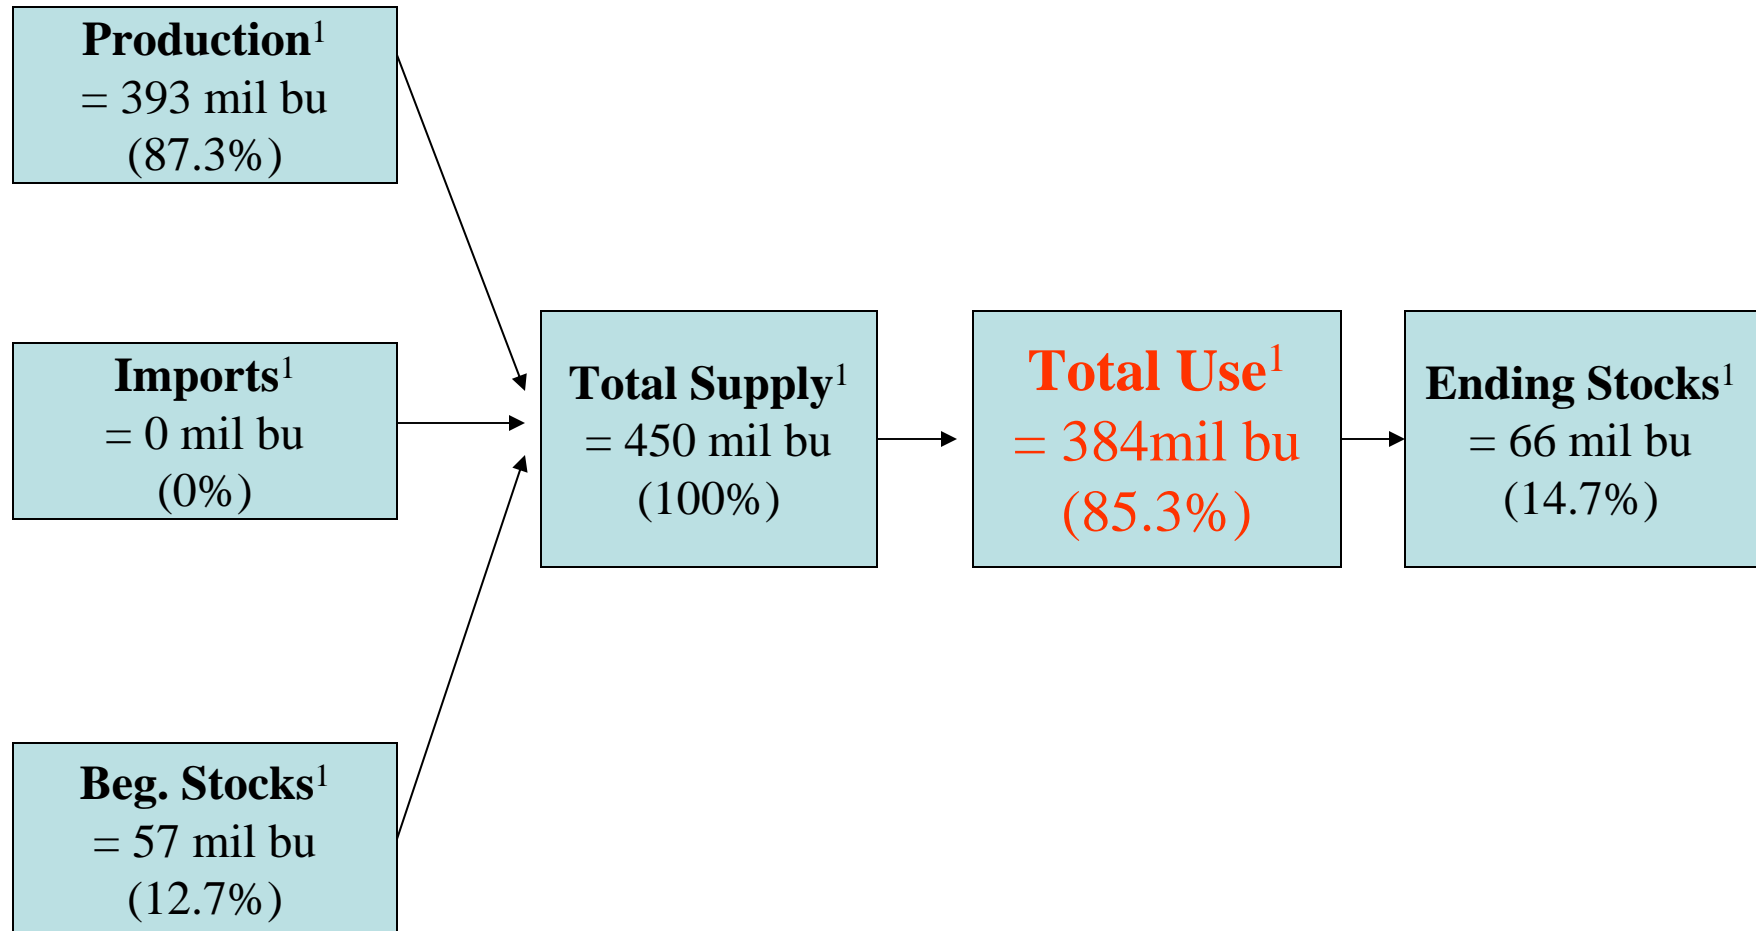 Production¹
= 393 mil bu
(87.3%)
Imports¹
= 0 mil bu
(0%)
Beg. Stocks¹
= 57 mil bu
(12.7%)
Total Supply¹
= 450 mil bu
(100%)
Total Use¹
= 384mil bu
(85.3%)
Ending Stocks¹
= 66 mil bu
(14.7%)